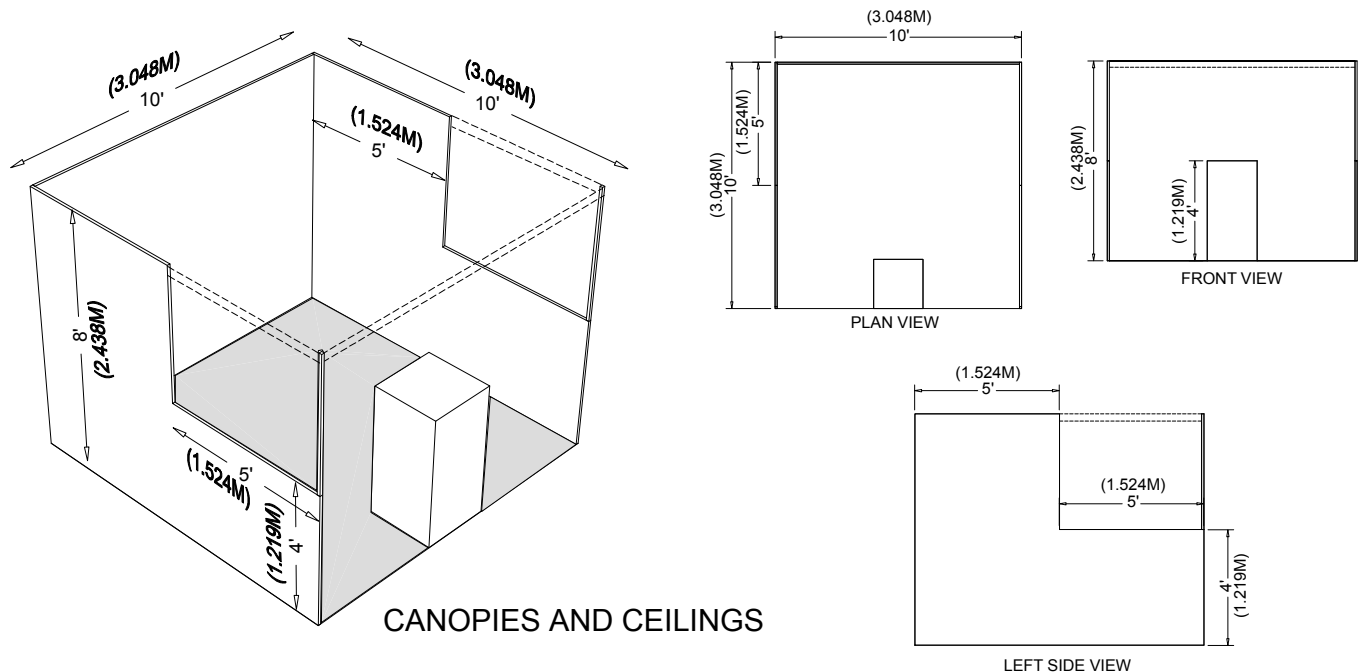 (3.048M)
10'
(3.048M)
10'
(1.524M)
5'
8'
(2.438M)
5'
(1.524M)
4'
(1.219M)
CANOPIES AND CEILINGS
(3.048M)
10'
(1.524M)
5'
(3.048M)
10'
PLAN VIEW
(2.438M)
8'
(1.219M)
4'
FRONT VIEW
(1.524M)
5'
(1.524M)
5'
4'
(1.219M)
LEFT SIDE VIEW